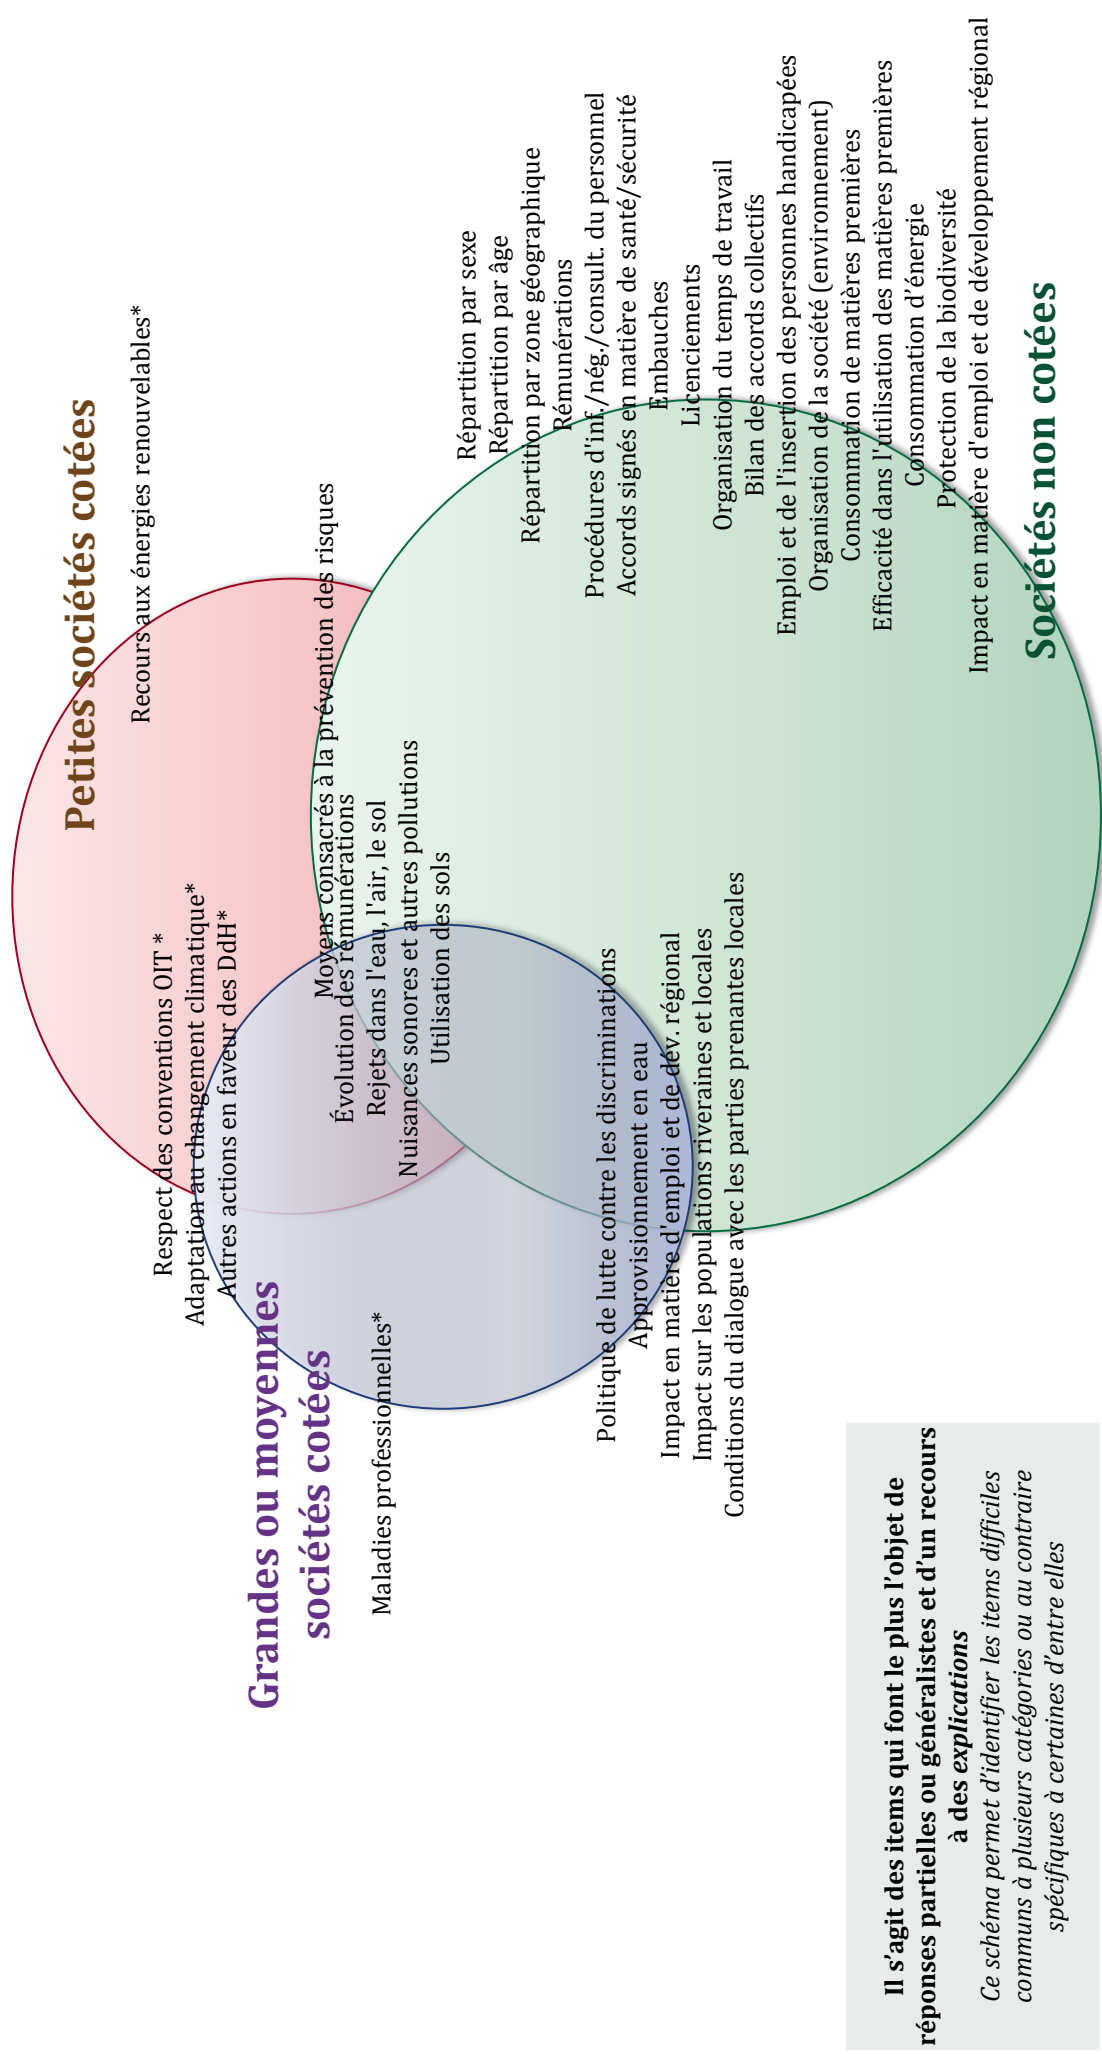 Petites sociétés cotées
Recours aux énergies renouvelables*
Respect des conventions OIT *
Adaptation au changement climatique*
Autres actions en faveur des DdH*
Grandes ou moyennes
sociétés cotées
Maladies professionnelles*
Moyens consacrés à la prévention des risques
Évolution des rémunérations
Rejets dans l'eau, l'air, le sol
Nuisances sonores et autres pollutions
Utilisation des sols
Répartition par sexe
Répartition par âge
Répartition par zone géographique
Rémunérations
Procédures d'inf./nég./consult. du personnel
Accords signés en matière de santé/sécurité
Embauches
Licenciements
Organisation du temps de travail
Bilan des accords collectifs
Emploi et de l'insertion des personnes handicapées
Organisation de la société (environnement)
Consommation de matières premières
Efficacité dans l'utilisation des matières premières
Consommation d'énergie
Protection de la biodiversité
Impact en matière d'emploi et de développement régional
Sociétés non cotées
Politique de lutte contre les discriminations
Approvisionnement en eau
Impact en matière d'emploi et de dév. régional
Impact sur les populations riveraines et locales
Conditions du dialogue avec les parties prenantes locales
Il s'agit des items qui font le plus l'objet de
réponses partielles ou généralistes et d'un recours
à des explications
Ce schéma permet d'identifier les items difficiles
communs à plusieurs catégories ou au contraire
spécifiques à certaines d'entre elles